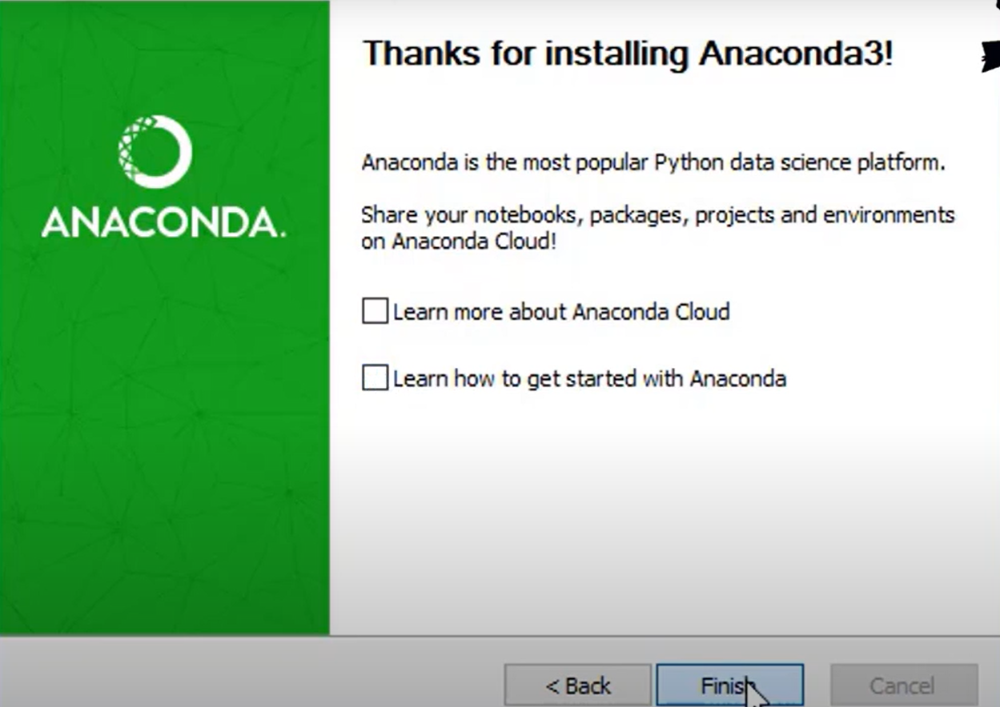 ANACONDA.
Thanks for installing Anaconda3!
Anaconda is the most popular Python data science platform.
Share your notebooks, packages, projects and environments
on Anaconda Cloud!
Learn more about Anaconda Cloud
Learn how to get started with Anaconda
< Back
Finish
Cancel